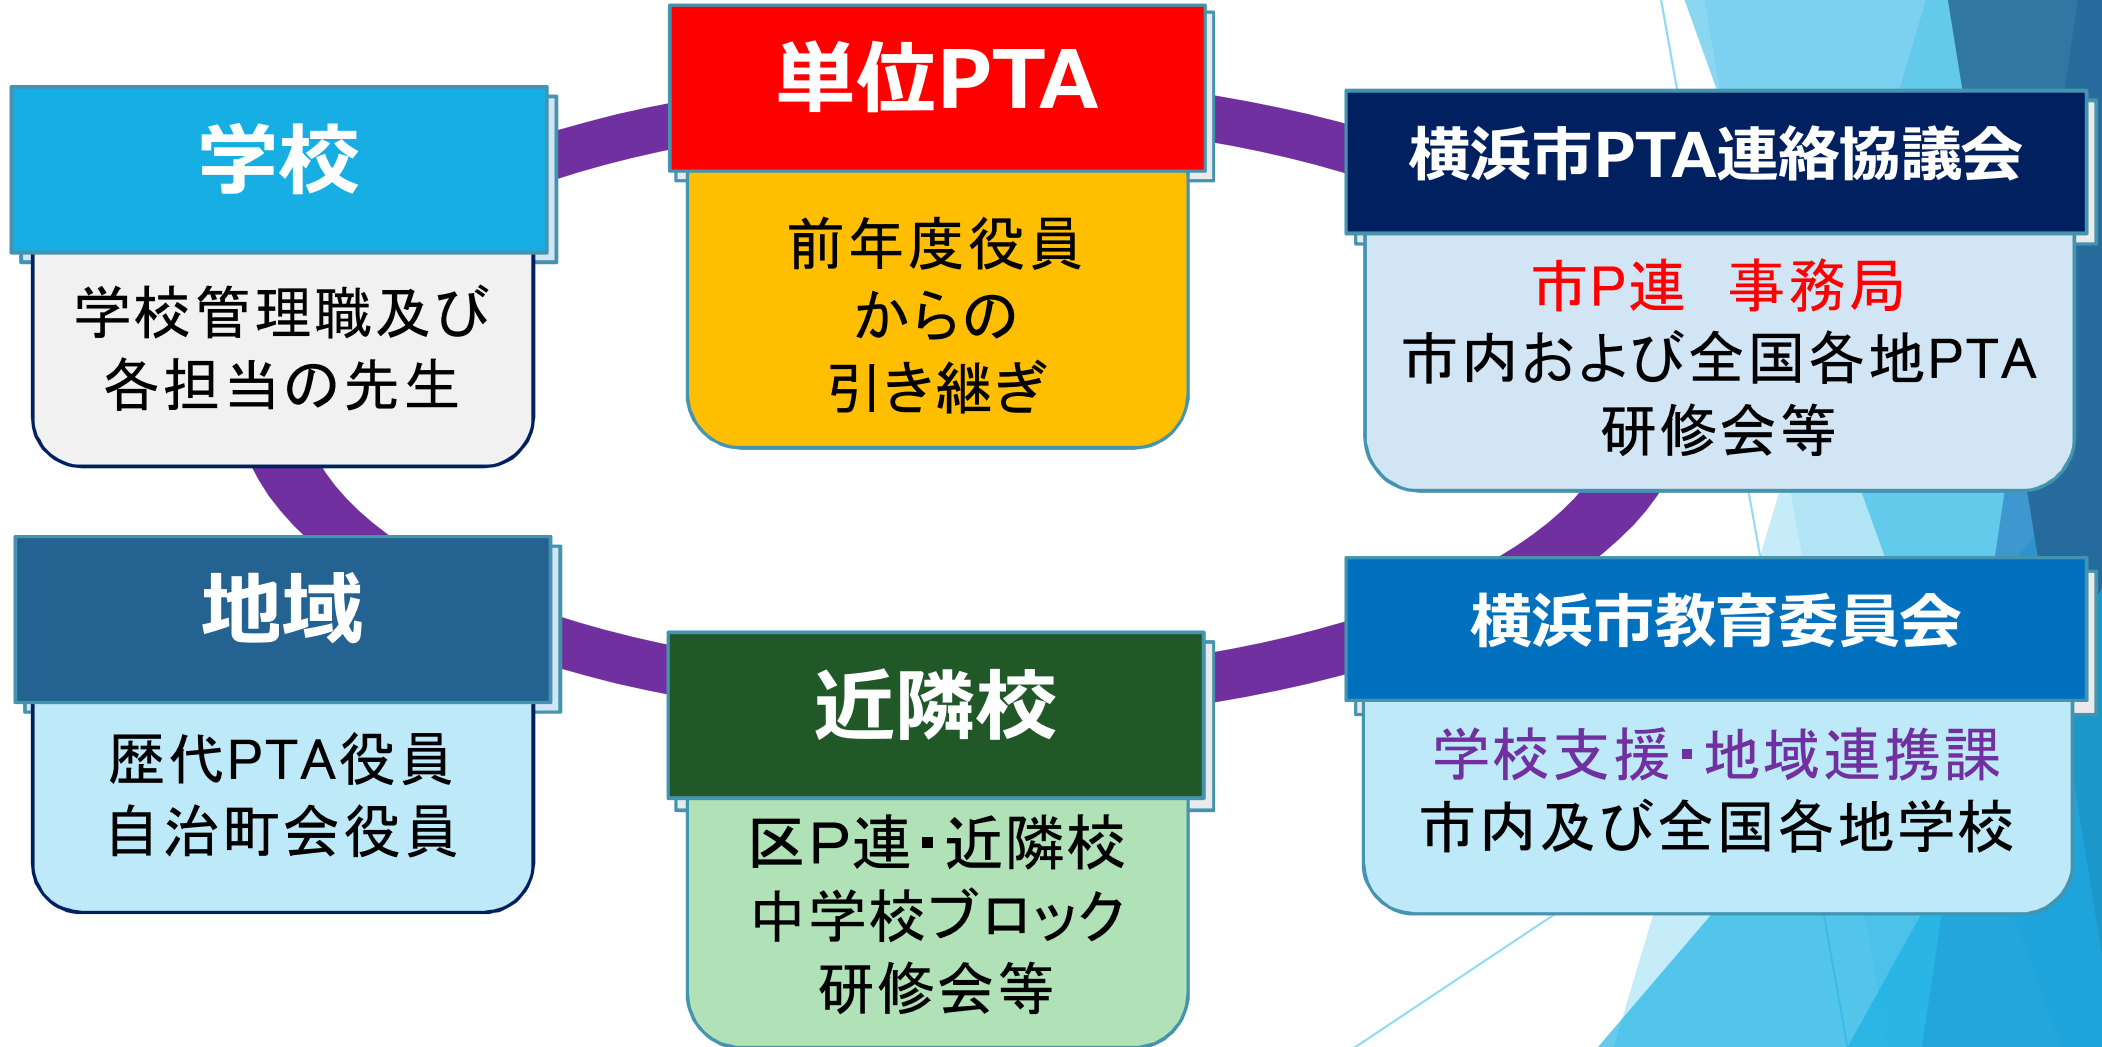 学校
学校管理職及び
各担当の先生
単位PTA
前年度役員
からの
引き継ぎ
横浜市PTA連絡協議会
市P連　事務局
市内および全国各地PTA
研修会等
地域
歴代PTA役員
自治町会役員
近隣校
区P連・近隣校
中学校ブロック
研修会等
横浜市教育委員会
学校支援・地域連携課
市内及び全国各地学校